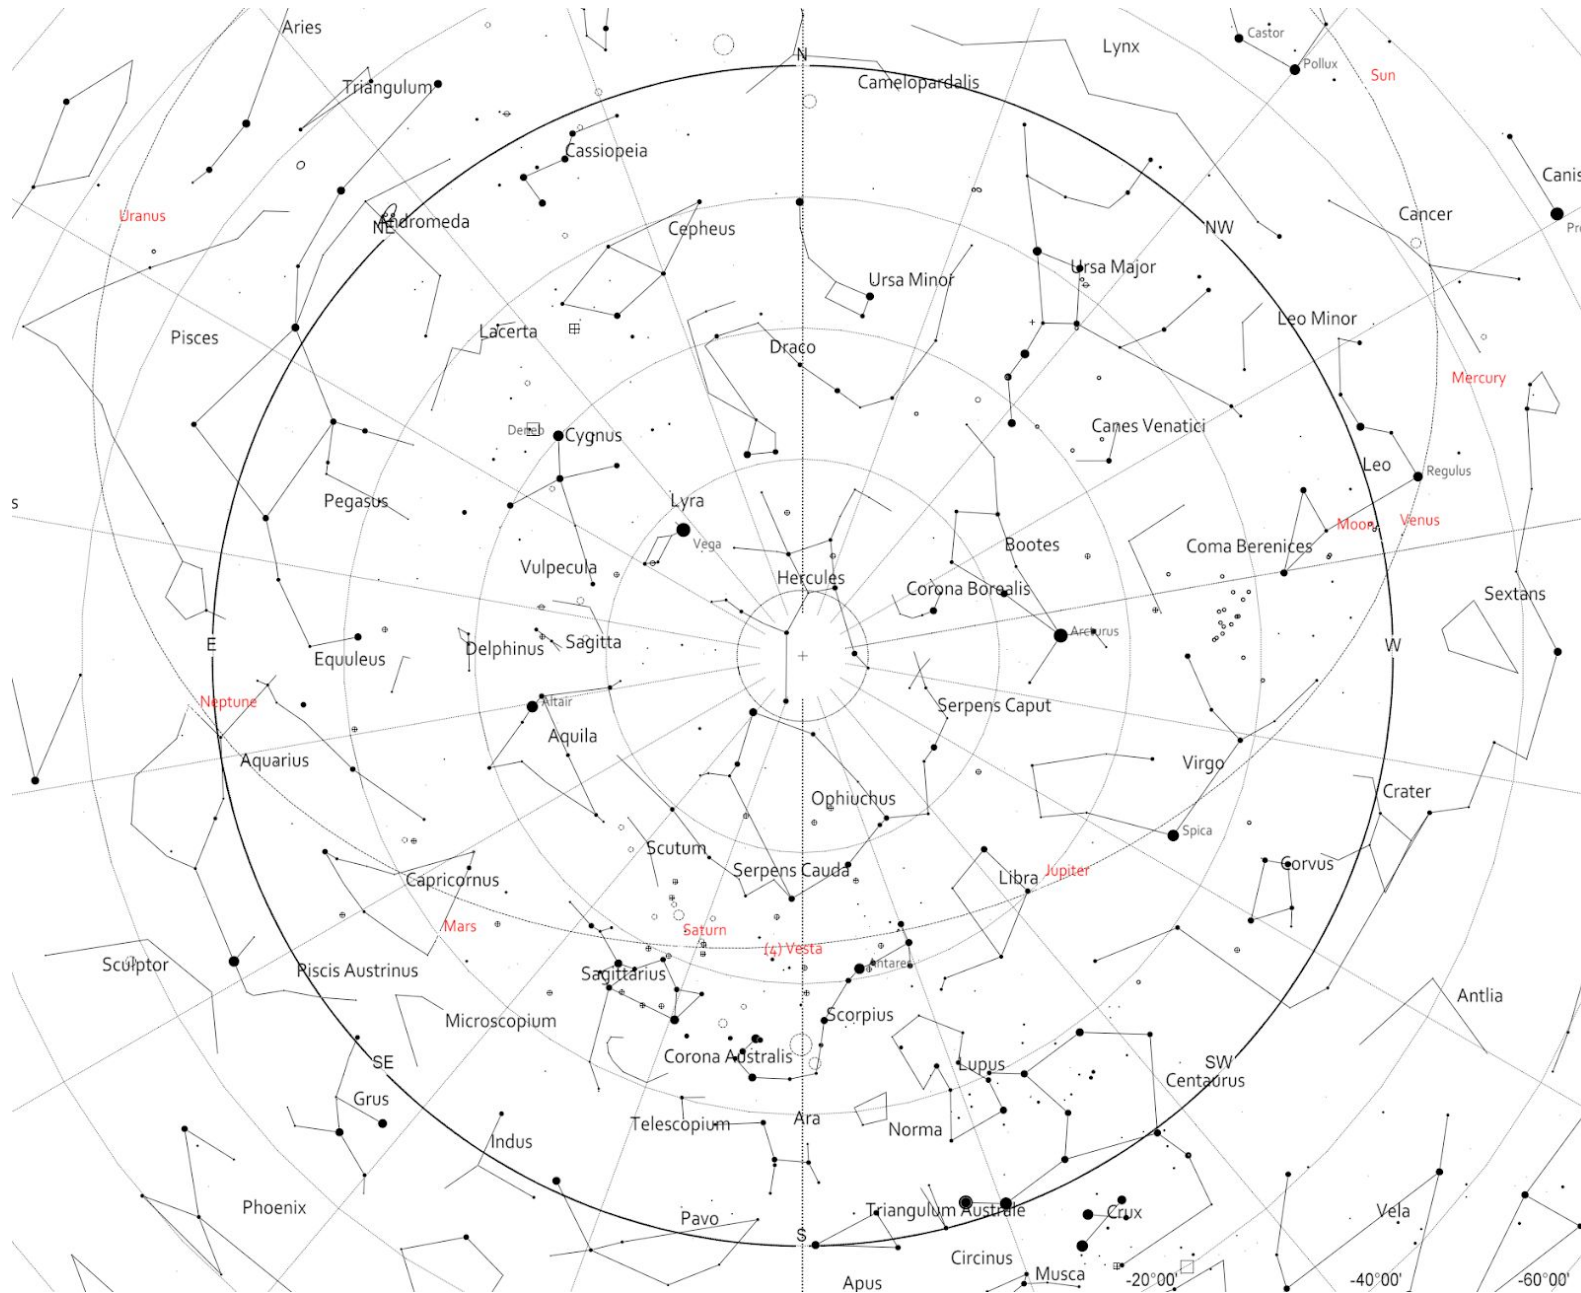 Aries
Castor
Lynx
N
Pollux
Sun
Triangulum
Camelopardalis
Cassiopeia
Canis
Uranus
Andromeda
NE
Cepheus
NW
Cancer
Pro
Ursa Minor
Ursa Major
Leo Minor
Pisces
Lacerta
Draco
Mercury
Deneb
Cygnus
Canes Venatici
Leo
Regulus
s
Pegasus
Lyra
Moon
Venus
Vega
Bootes
Coma Berenices
Vulpecula
Hercules
Corona Borealis
Sextans
Arcturus
E
Equuleus
Delphinus
Sagitta
W
Neptune
Altair
Serpens Caput
Aquila
Aquarius
Virgo
Ophiuchus
Crater
Spica
Scutum
Serpens Cauda
Corvus
Capricornus
Libra
Jupiter
Mars
Saturn
(4) Vesta
Sculptor
Piscis Austrinus
Sagittarius
Antares
Antlia
Microscopium
Scorpius
SE
Corona Australis
Lupus
SW
Centaurus
Grus
Telescopium
Ara
Norma
Indus
Phoenix
Pavo
Triangulum Australe
Crux
Vela
S
Circinus
Musca
Apus
-20°00'
-40°00'
-60°00'